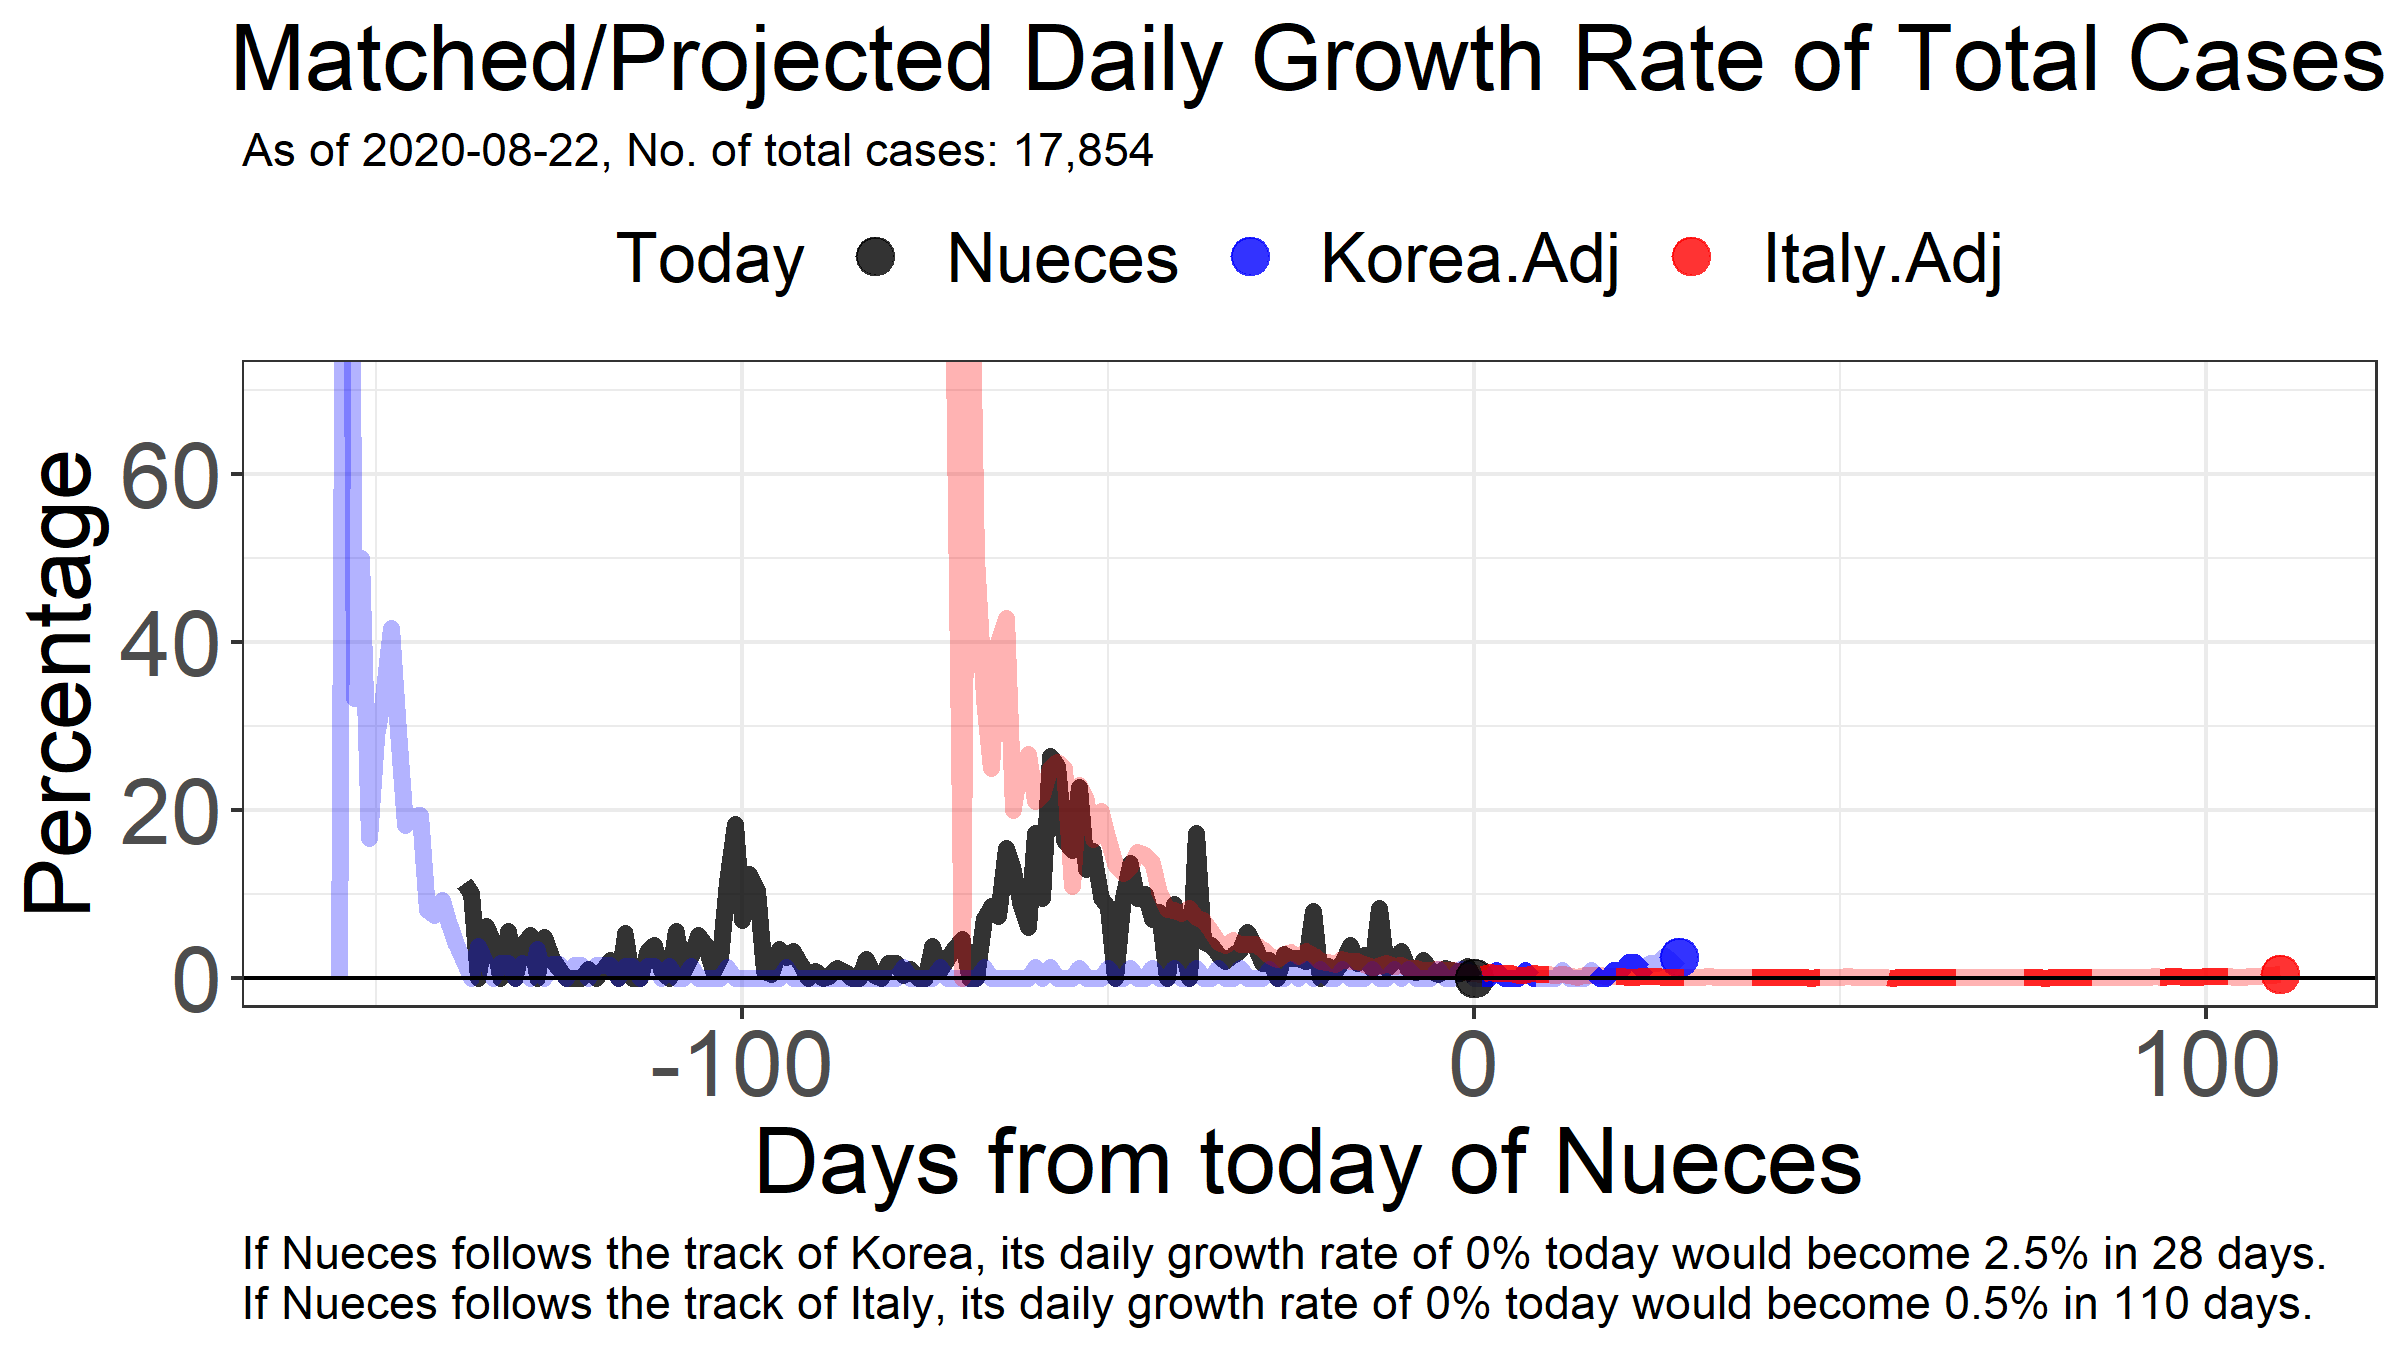 Matched/Projected Daily Growth Rate of Total Cases
As of 2020-08-22, No. of total cases: 17,854
Today Nueces Korea.Adj Italy.Adj
Percentage
60
40
20
0
-100 0 100
Days from today of Nueces
If Nueces follows the track of Korea, its daily growth rate of 0% today would become 2.5% in 28 days.
If Nueces follows the track of Italy, its daily growth rate of 0% today would become 0.5% in 110 days.